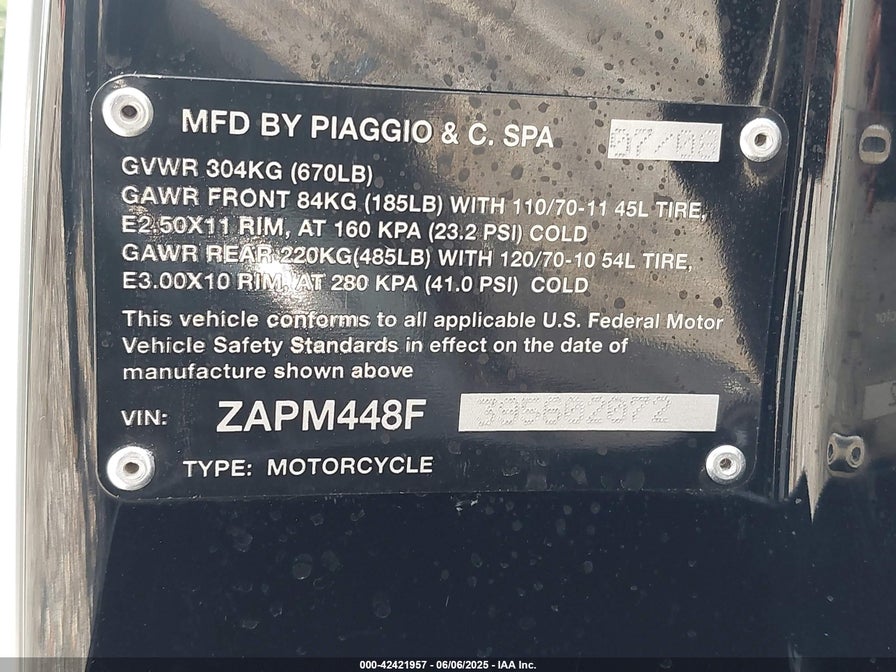 MFD BY PIAGGIO & C. SPA 07/06
GVWR 304KG (670LB)
GAWR FRONT 84KG (185LB) WITH 110/70-11 45L TIRE,
E2.50X11 RIM, AT 160 KPA (23.2 PSI) COLD
GAWR REAR 220KG(485LB) WITH 120/70-10 54L TIRE,
E3.00X10 RIM, AT 280 KPA (41.0 PSI) COLD
This vehicle conforms to all applicable U.S. Federal Motor
Vehicle Safety Standards in effect on the date of
manufacture shown above
VIN: ZAPM448F
TYPE: MOTORCYCLE
000-42421957 - 06/06/2025 - IAA Inc.